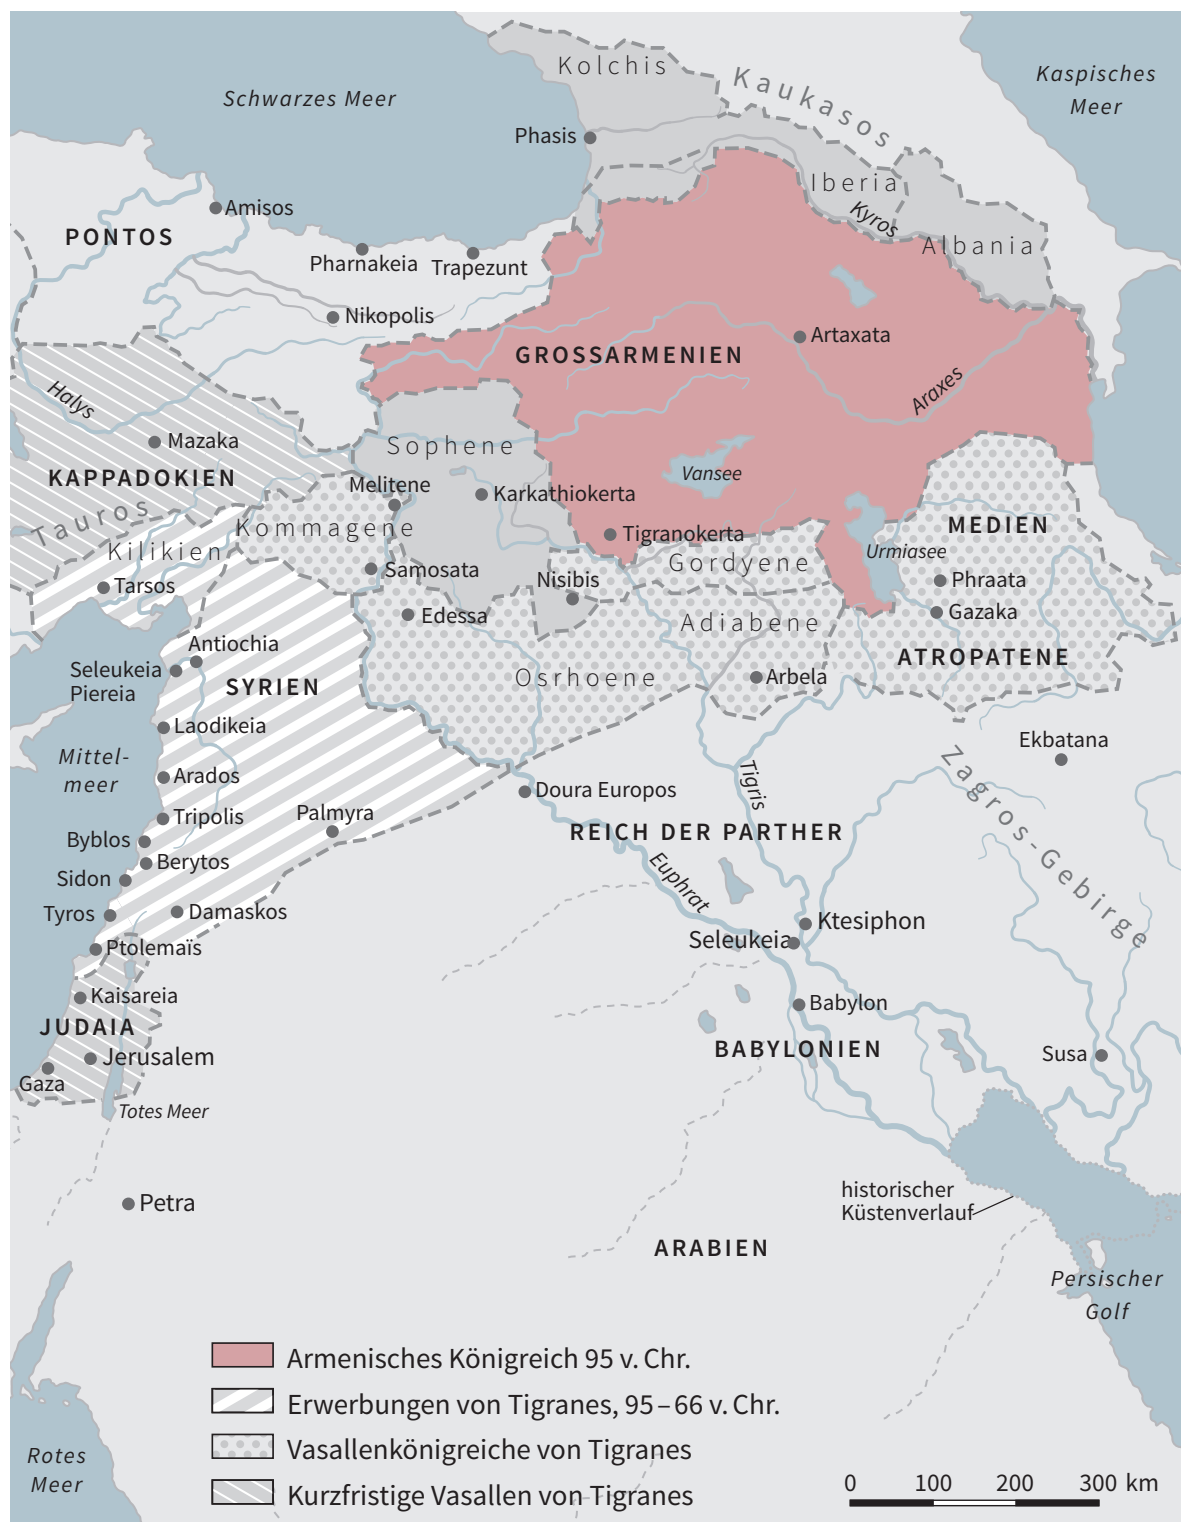 Kolchis
Kaukasos
Kaspisches
Meer
Schwarzes Meer
Phasis
Iberia
Kyros
Albania
Amisos
PONTOS
Pharnakeia
Trapezunt
Nikopolis
Artaxata
GROSSARMENIEN
Araxes
Halys
Mazaka
Sophene
KAPPADOKIEN
Vansee
Melitene
Karkathiokerta
Tauros
Kommagene
Tigranokerta
MEDIEN
Kilikien
Urmiasee
Gordyene
Samosata
Nisibis
Phraata
Tarsos
Edessa
Gazaka
Adiabene
Antiochia
ATROPATENE
Seleukeia
Piereia
SYRIEN
Osrhoene
Arbela
Laodikeia
Ekbatana
Mittel-
meer
Arados
Tigris
Zagros-Gebirge
Doura Europos
Tripolis
Palmyra
REICH DER PARTHER
Byblos
Berytos
Euphrat
Sidon
Tyros
Damaskos
Ktesiphon
Seleukeia
Ptolemaïs
Kaisareia
Babylon
JUDAIA
BABYLONIEN
Jerusalem
Susa
Gaza
Totes Meer
Petra
historischer
Küstenverlauf
ARABIEN
Persischer
Golf
Armenisches Königreich 95 v. Chr.
Erwerbungen von Tigranes, 95 – 66 v. Chr.
Vasallenkönigreiche von Tigranes
Kurzfristige Vasallen von Tigranes
Rotes
Meer
0 100 200 300 km